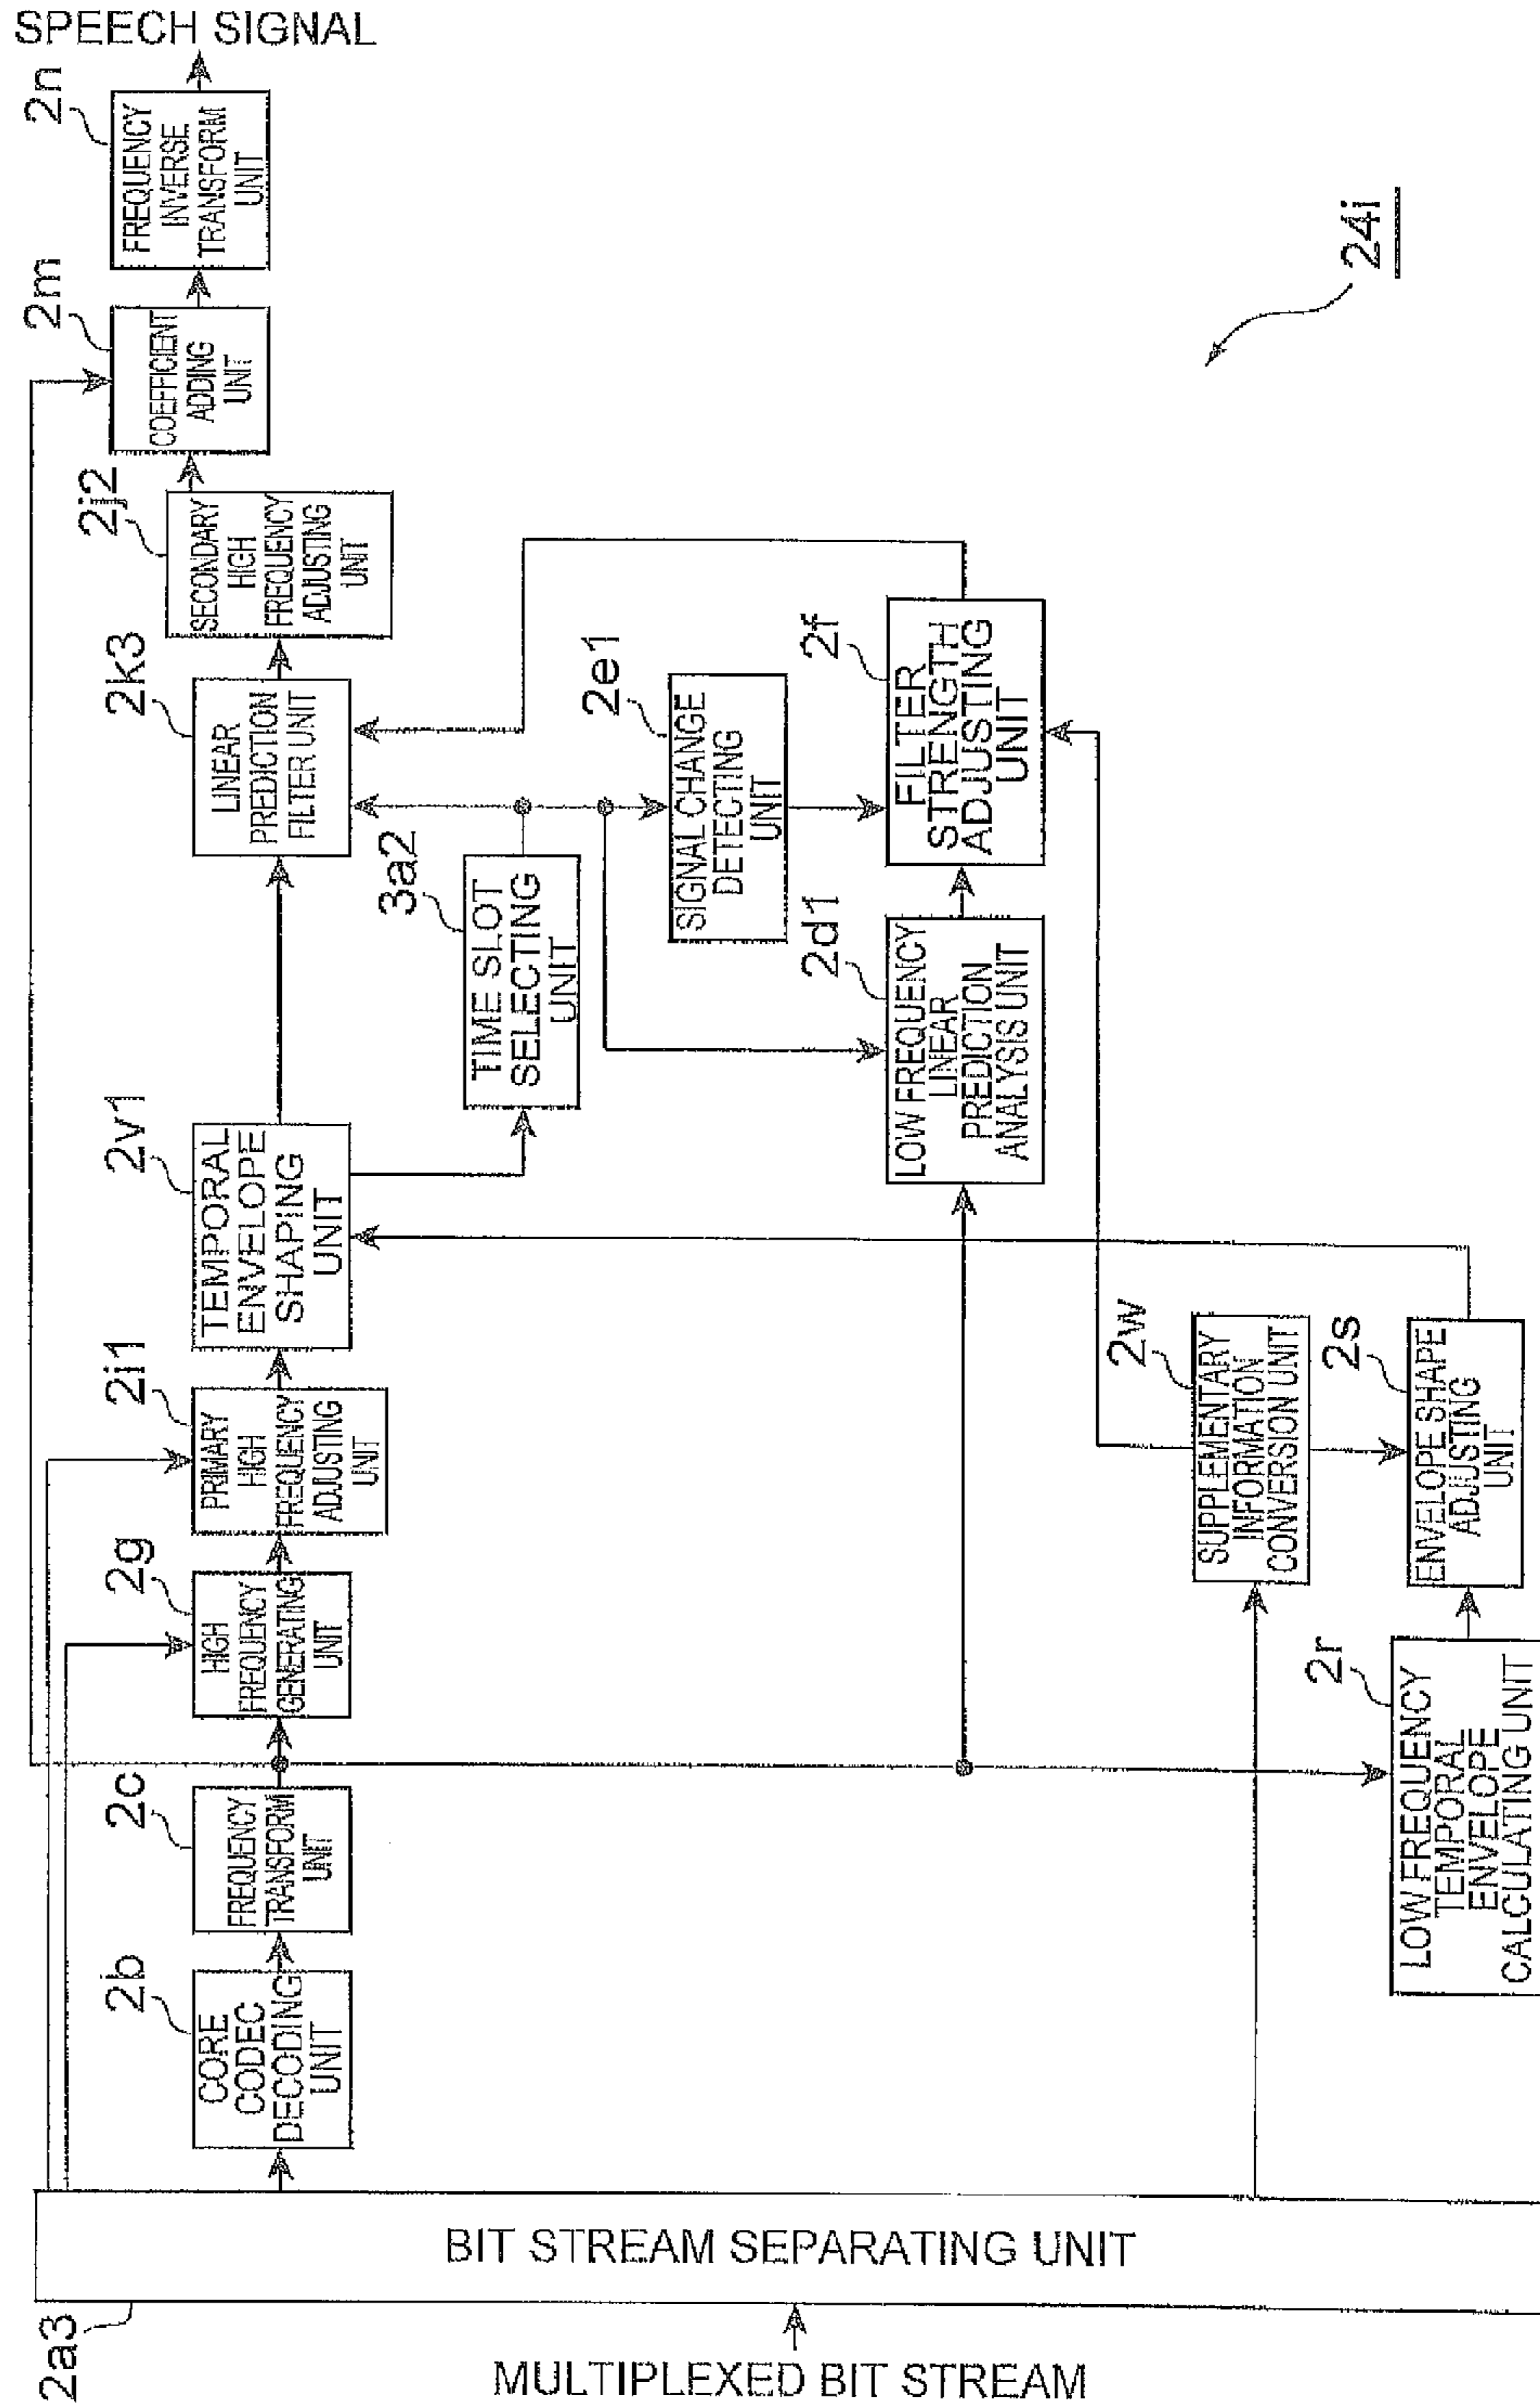 SPEECH SIGNAL
2n
FREQUENCY
INVERSE
TRANSFORM
UNIT
2m
COEFFICIENT
ADDING
UNIT
2j2
SECONDARY
HIGH
FREQUENCY
ADJUSTING
UNIT
2k3
LINEAR
PREDICTION
FILTER UNIT
3a2
TIME SLOT
SELECTING
UNIT
2e1
SIGNAL CHANGE
DETECTING
UNIT
2f
FILTER
STRENGTH
ADJUSTING
UNIT
2d1
LOW FREQUENCY
LINEAR
PREDICTION
ANALYSIS UNIT
2v1
TEMPORAL
ENVELOPE
SHAPING
UNIT
2i1
PRIMARY
HIGH
FREQUENCY
ADJUSTING
UNIT
2g
HIGH
FREQUENCY
GENERATING
UNIT
2c
FREQUENCY
TRANSFORM
UNIT
2b
CORE
CODEC
DECODING
UNIT
2w
SUPPLEMENTARY
INFORMATION
CONVERSION UNIT
2s
ENVELOPE SHAPE
ADJUSTING
UNIT
2r
LOW FREQUENCY
TEMPORAL
ENVELOPE
CALCULATING UNIT
24i
BIT STREAM SEPARATING UNIT
2a3
MULTIPLEXED BIT STREAM